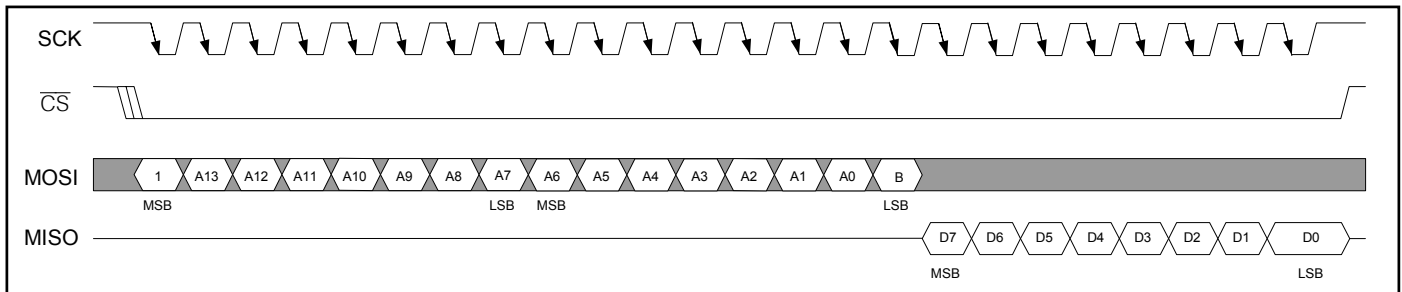 SCK
C̅S̅
MOSI 1 A13 A12 A11 A10 A9 A8 A7 A6 A5 A4 A3 A2 A1 A0 B
MSB LSB MSB LSB
MISO D7 D6 D5 D4 D3 D2 D1 D0
MSB LSB